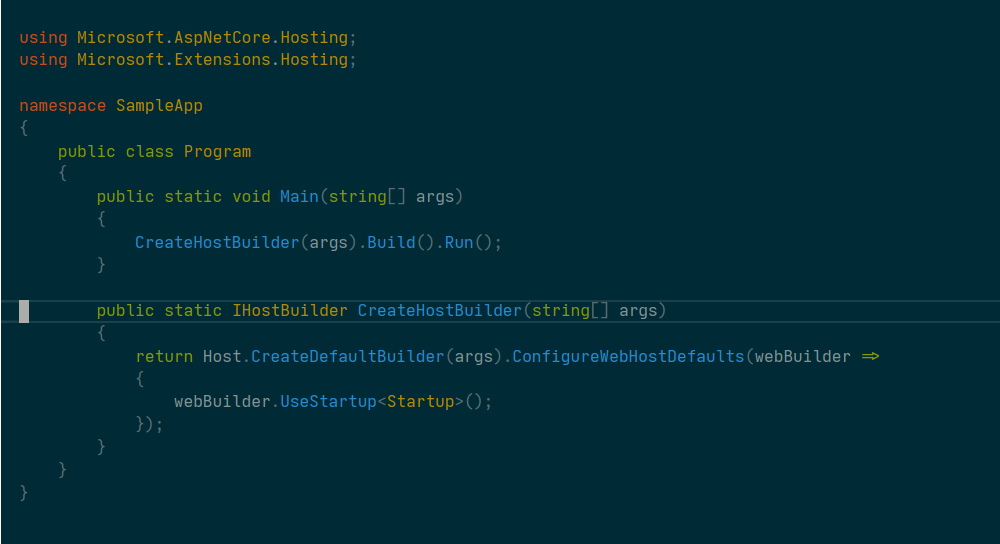 using Microsoft.AspNetCore.Hosting;
using Microsoft.Extensions.Hosting;

namespace SampleApp
{
    public class Program
    {
        public static void Main(string[] args)
        {
            CreateHostBuilder(args).Build().Run();
        }

        public static IHostBuilder CreateHostBuilder(string[] args)
        {
            return Host.CreateDefaultBuilder(args).ConfigureWebHostDefaults(webBuilder =>
            {
                webBuilder.UseStartup<Startup>();
            });
        }
    }
}